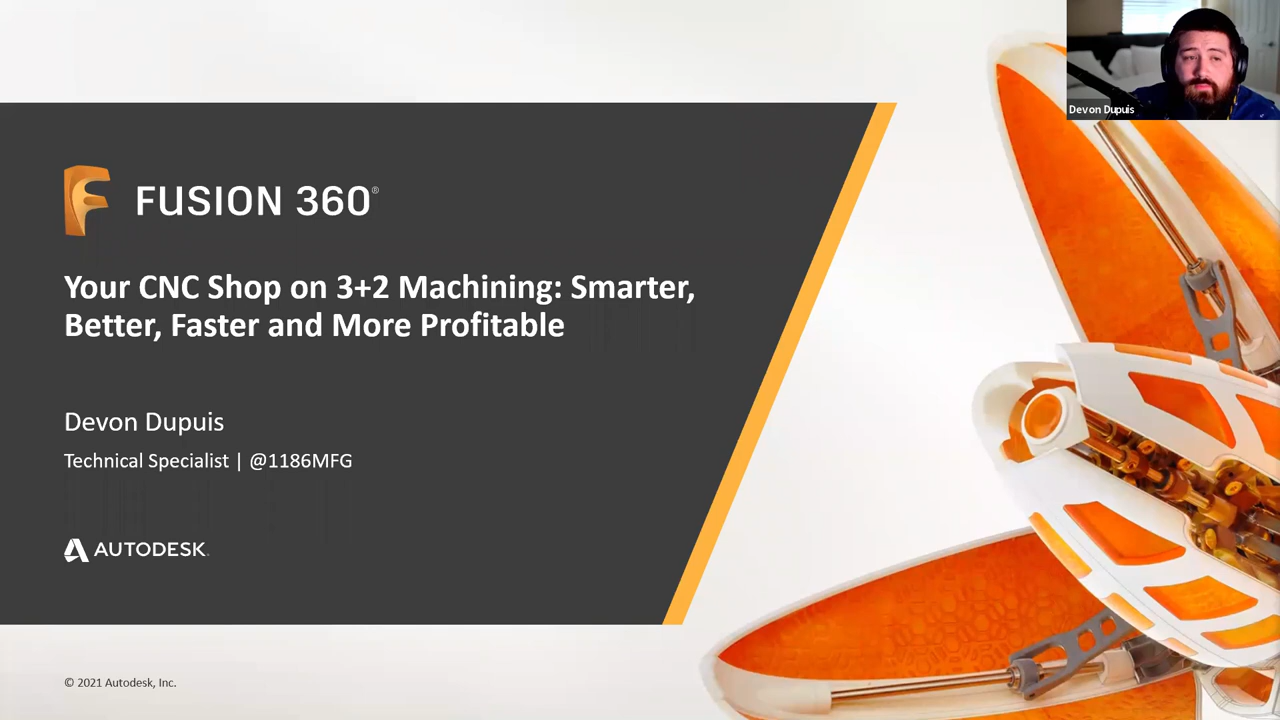 Devon Dupuis
FUSION 360®
Your CNC Shop on 3+2 Machining: Smarter,
Better, Faster and More Profitable
Devon Dupuis
Technical Specialist | @1186MFG
AUTODESK
© 2021 Autodesk, Inc.